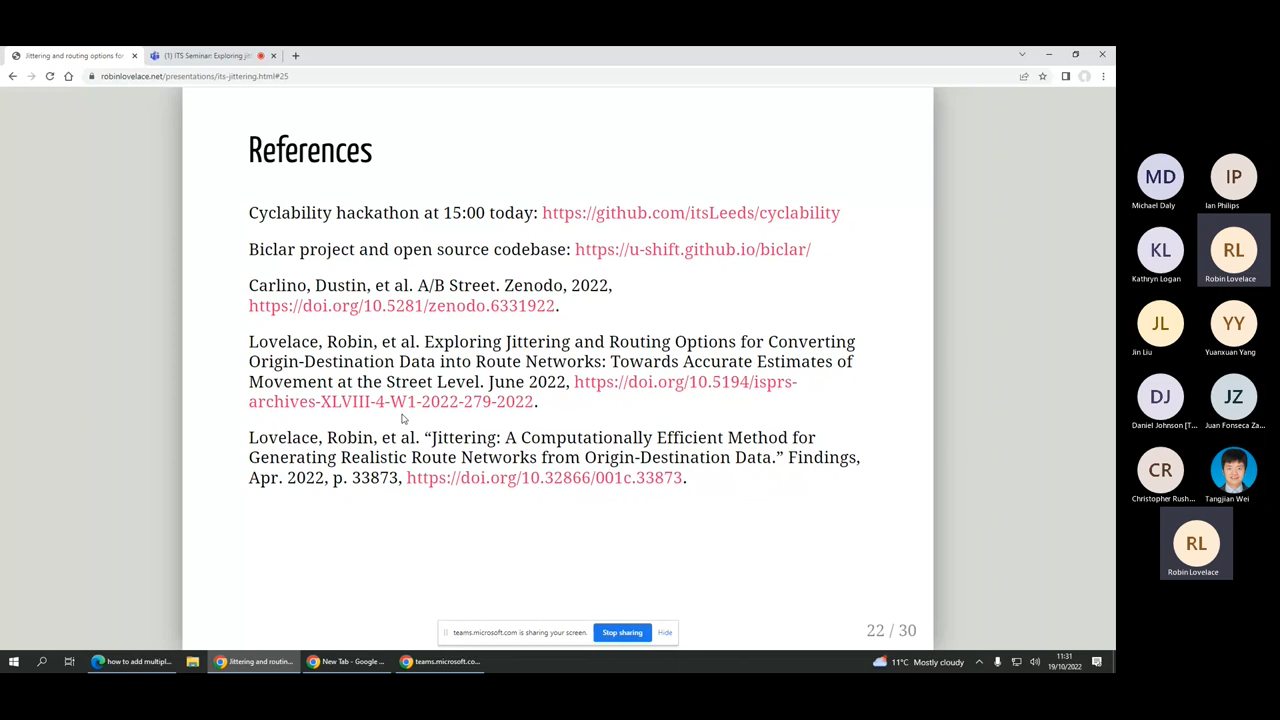 Jittering and routing options for
(1) ITS Seminar: Exploring jit
robinlovelace.net/presentations/its-jittering.html#25
References
Cyclability hackathon at 15:00 today: https://github.com/itsLeeds/cyclability
Biclar project and open source codebase: https://u-shift.github.io/biclar/
Carlino, Dustin, et al. A/B Street. Zenodo, 2022,
https://doi.org/10.5281/zenodo.6331922.
Lovelace, Robin, et al. Exploring Jittering and Routing Options for Converting
Origin-Destination Data into Route Networks: Towards Accurate Estimates of
Movement at the Street Level. June 2022, https://doi.org/10.5194/isprs-
archives-XLVIII-4-W1-2022-279-2022.
Lovelace, Robin, et al. “Jittering: A Computationally Efficient Method for
Generating Realistic Route Networks from Origin-Destination Data.” Findings,
Apr. 2022, p. 33873, https://doi.org/10.32866/001c.33873.
22 / 30
teams.microsoft.com is sharing your screen.
Stop sharing
Hide
how to add multipl...
Jittering and routin...
New Tab - Google ...
teams.microsoft.co...
11°C Mostly cloudy
11:31
19/10/2022
MD
Michael Daly
IP
Ian Philips
KL
Kathryn Logan
RL
Robin Lovelace
JL
Jin Liu
YY
Yuanxuan Yang
DJ
Daniel Johnson [T...
JZ
Juan Fonseca Za...
CR
Christopher Rush...
Tangjian Wei
RL
Robin Lovelace